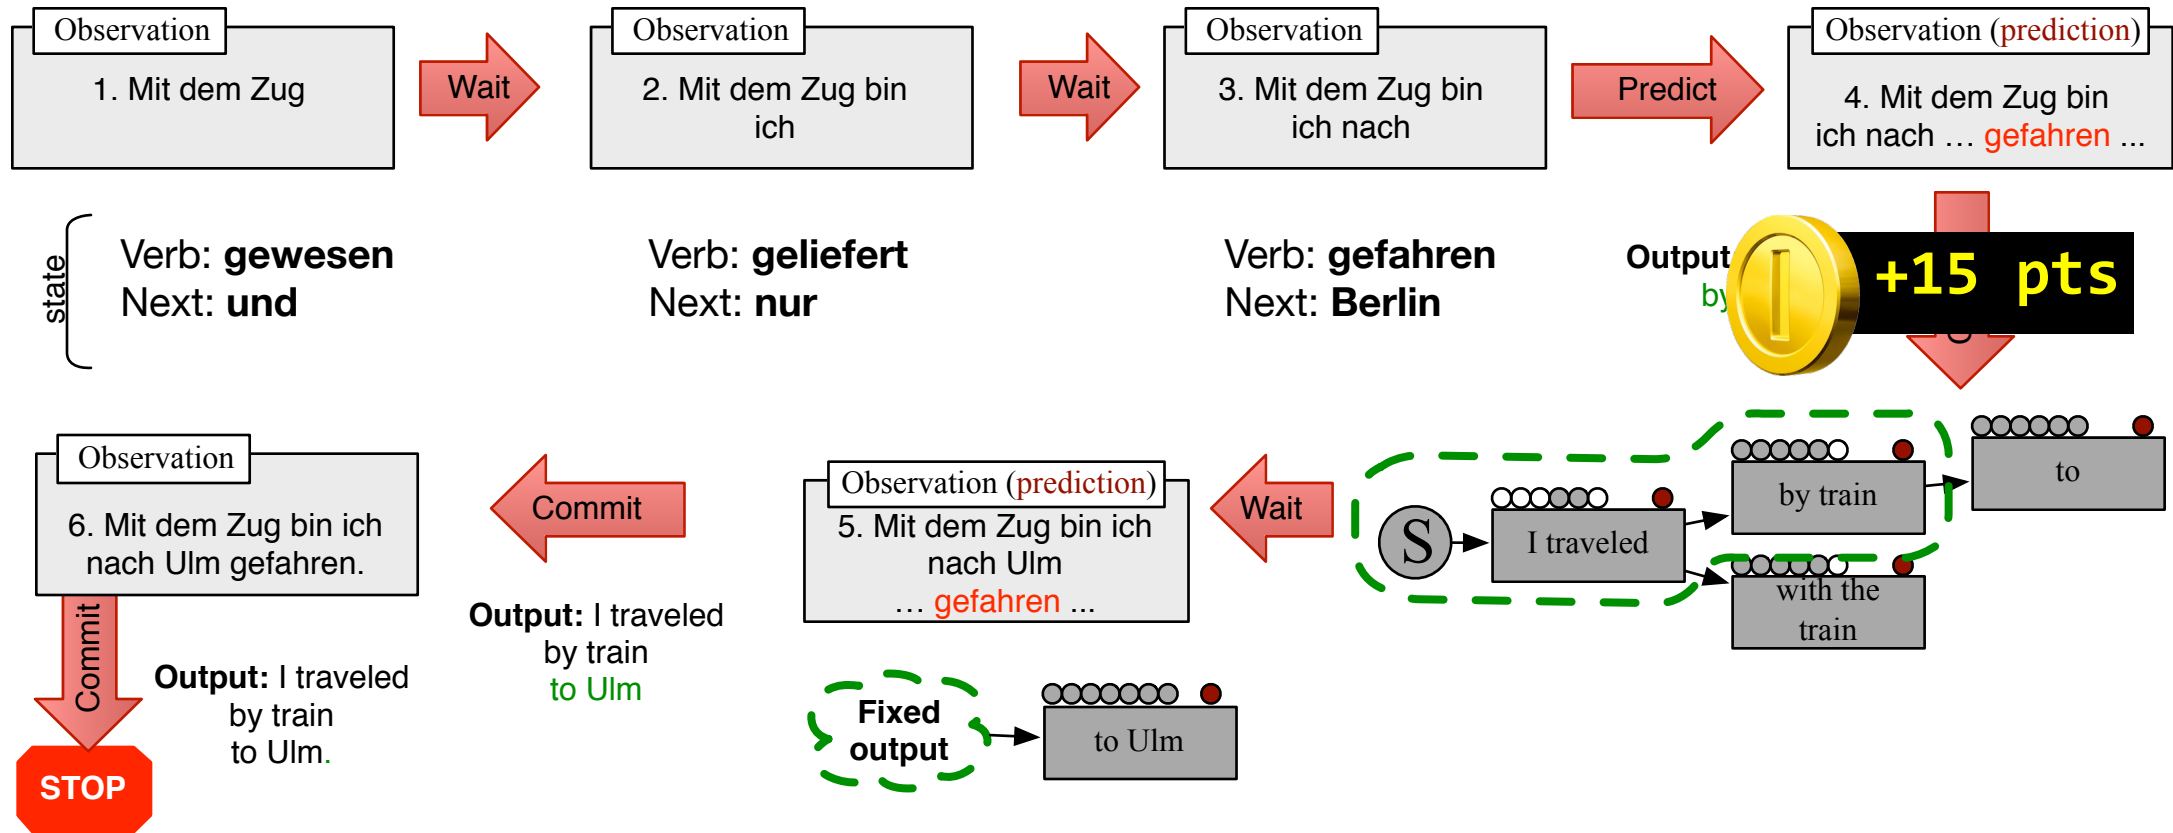 Observation
1. Mit dem Zug
Wait
Observation
2. Mit dem Zug bin
ich
Wait
Observation
3. Mit dem Zug bin
ich nach
Predict
Observation (prediction)
4. Mit dem Zug bin
ich nach … gefahren ...
state
Verb: gewesen
Next: und
Verb: geliefert
Next: nur
Verb: gefahren
Next: Berlin
Output
by
+15 pts
S
I traveled
by train
to
with the
train
Wait
Observation (prediction)
5. Mit dem Zug bin ich
nach Ulm
… gefahren ...
Fixed
output
to Ulm
Commit
Output: I traveled
by train
to Ulm
Observation
6. Mit dem Zug bin ich
nach Ulm gefahren.
Commit
Output: I traveled
by train
to Ulm.
STOP